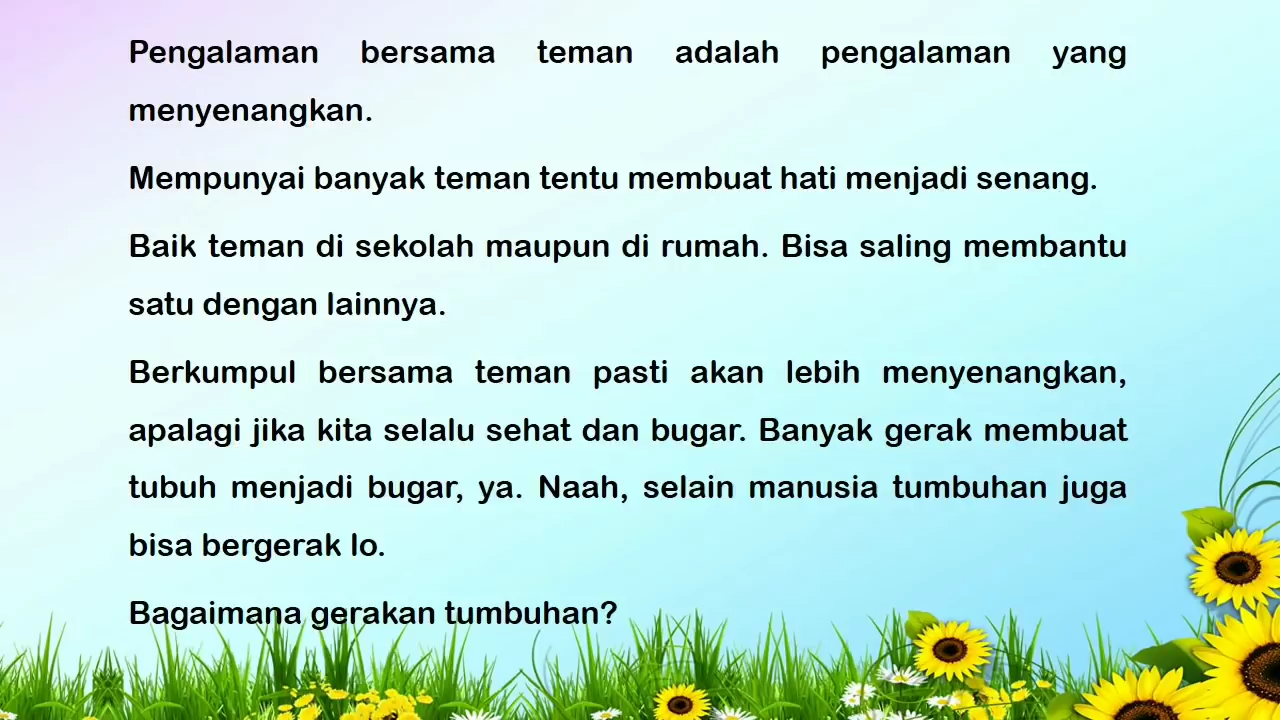 Pengalaman bersama teman adalah pengalaman yang
menyenangkan.
Mempunyai banyak teman tentu membuat hati menjadi senang.
Baik teman di sekolah maupun di rumah. Bisa saling membantu
satu dengan lainnya.
Berkumpul bersama teman pasti akan lebih menyenangkan,
apalagi jika kita selalu sehat dan bugar. Banyak gerak membuat
tubuh menjadi bugar, ya. Naah, selain manusia tumbuhan juga
bisa bergerak lo.
Bagaimana gerakan tumbuhan?